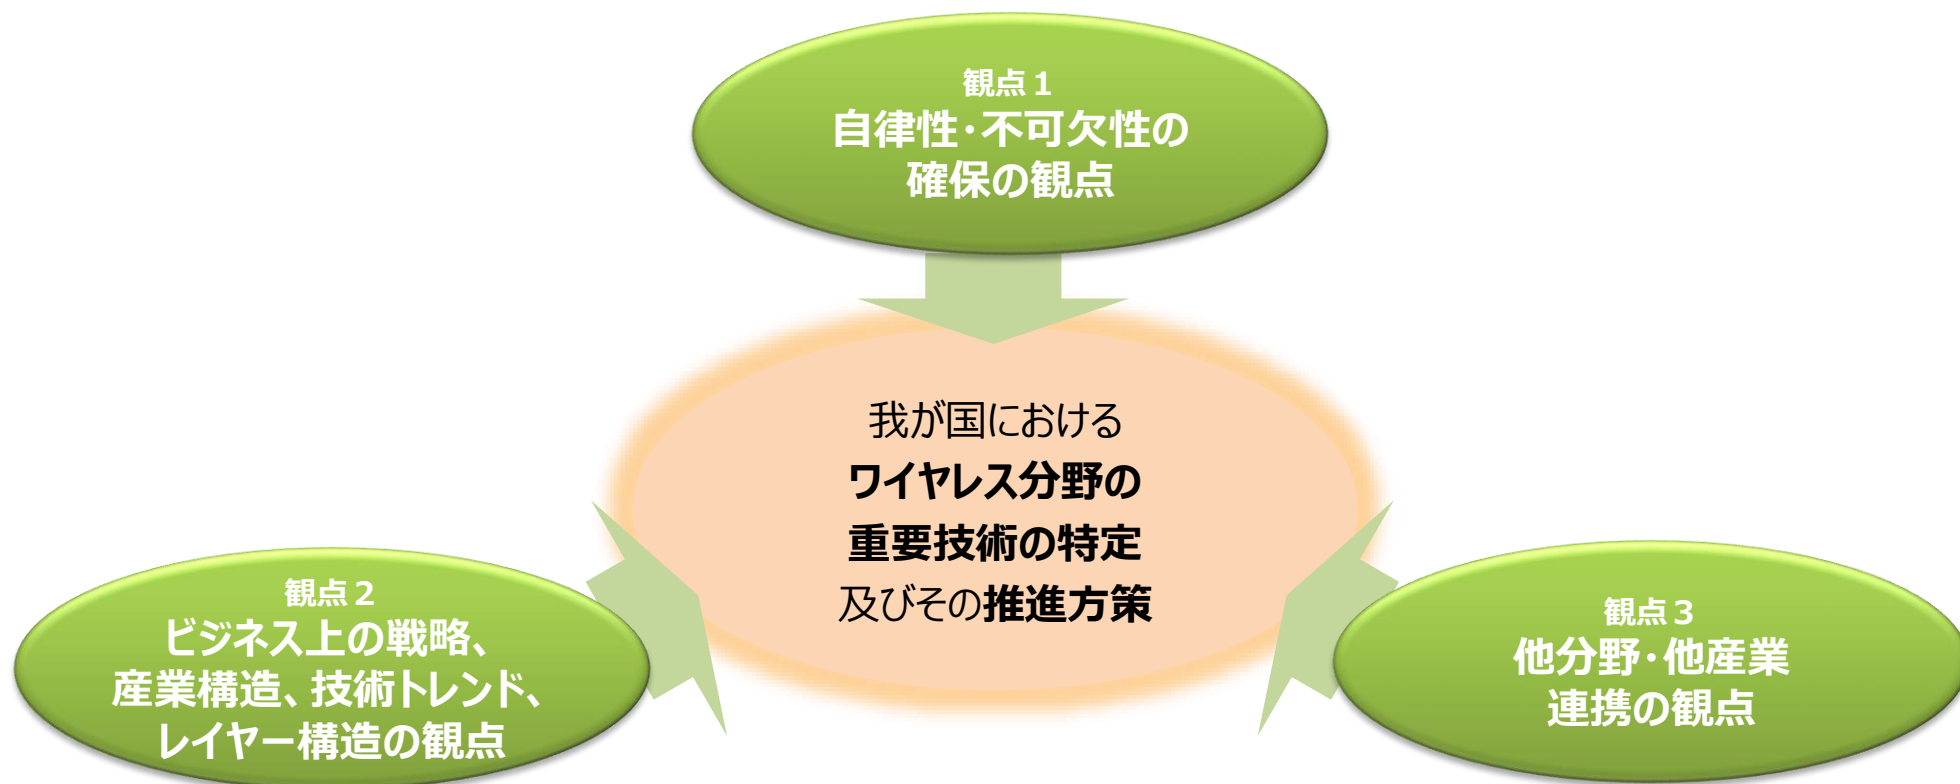 観点１
自律性・不可欠性の
確保の観点
我が国における
ワイヤレス分野の
重要技術の特定
及びその推進方策
観点２
ビジネス上の戦略、
産業構造、技術トレンド、
レイヤー構造の観点
観点３
他分野・他産業
連携の観点